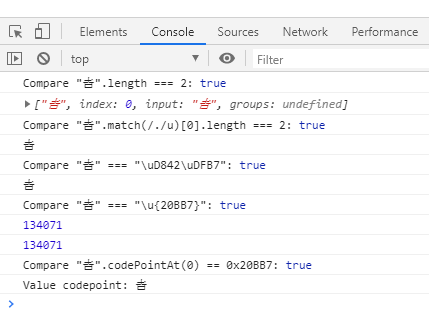 Elements Console Sources Network Performance
top Filter
Compare "𠮷".length === 2: true
["𠮷", index: 0, input: "𠮷", groups: undefined]
Compare "𠮷".match(/./u)[0].length === 2: true
𠮷
Compare "𠮷" === "\uD842\uDFB7": true
𠮷
Compare "𠮷" === "\u{20BB7}": true
134071
134071
Compare "𠮷".codePointAt(0) == 0x20BB7: true
Value codepoint: 𠮷